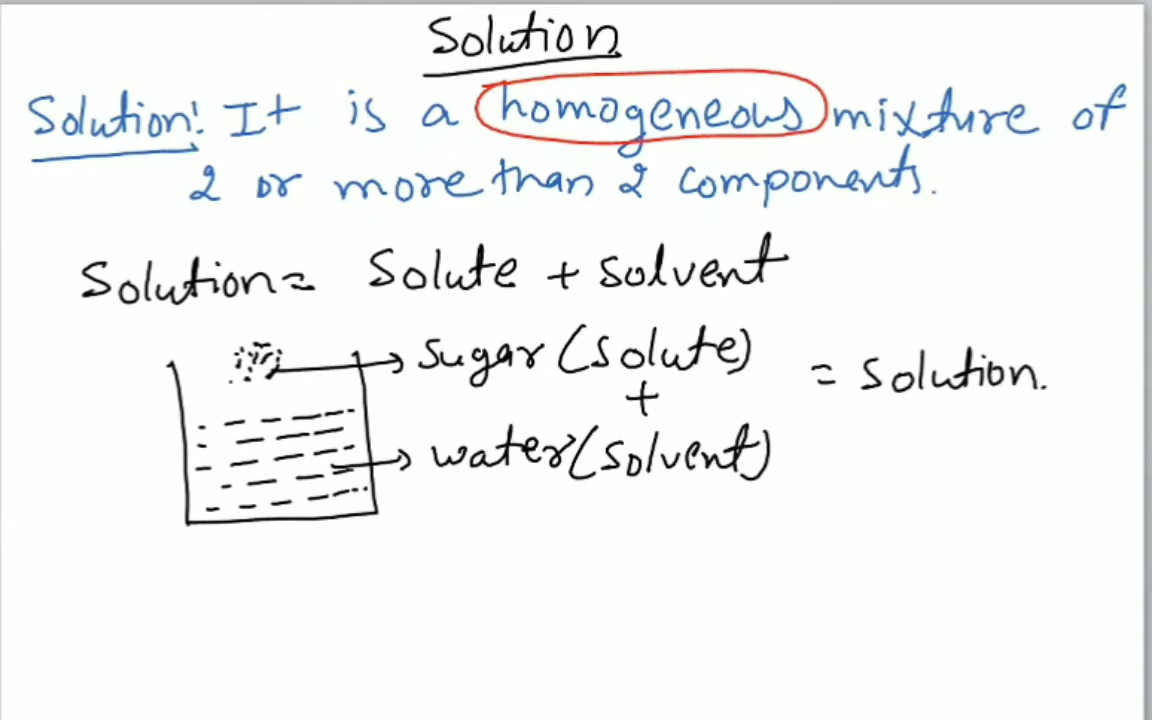 Solution
Solution: It is a homogeneous mixture of
2 or more than 2 components.
Solution = Solute + Solvent
Sugar (Solute)
+
= Solution.
water (Solvent)